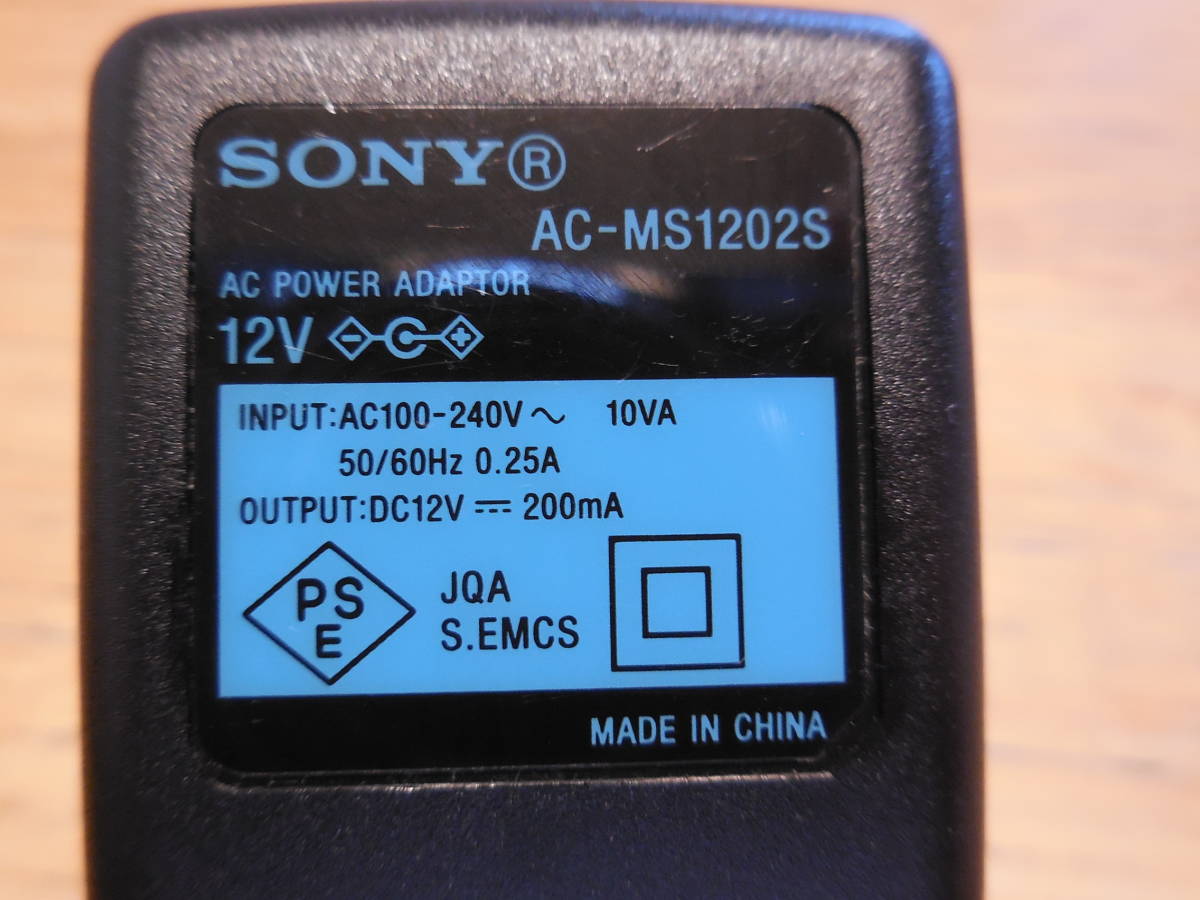 SONY®
AC-MS1202S
AC POWER ADAPTOR
12V - +
INPUT:AC100-240V～ 10VA
50/60Hz 0.25A
OUTPUT:DC12V ⎓ 200mA
PS
E
JQA
S.EMCS
MADE IN CHINA